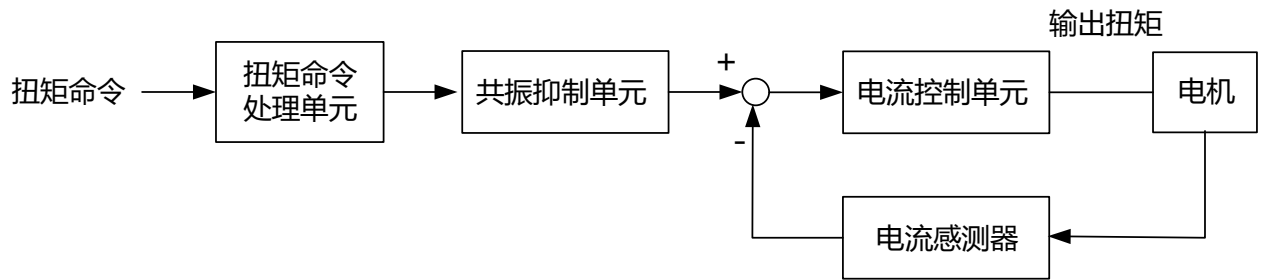 输出扭矩
扭矩命令
扭矩命令
处理单元
共振抑制单元
+
-
电流控制单元
电机
电流感测器